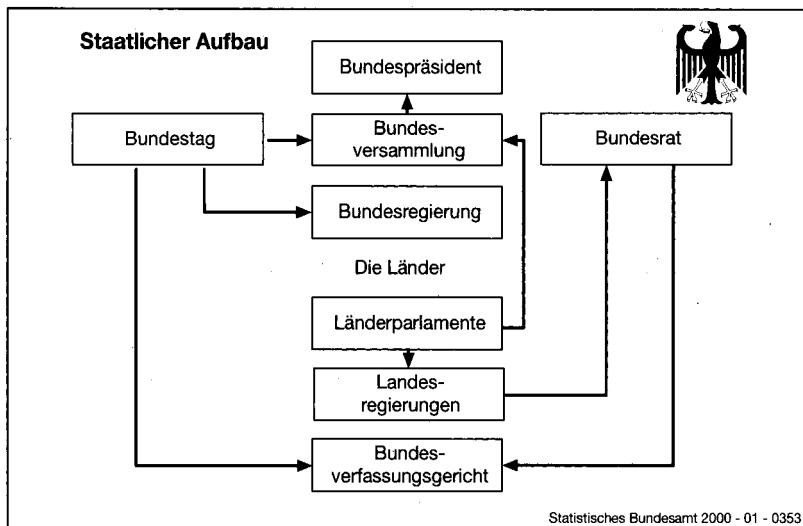 Staatlicher Aufbau
Bundespräsident
Bundestag
Bundes-
versammlung
Bundesrat
Bundesregierung
Die Länder
Länderparlamente
Landes-
regierungen
Bundes-
verfassungsgericht
Statistisches Bundesamt 2000 - 01 - 0353